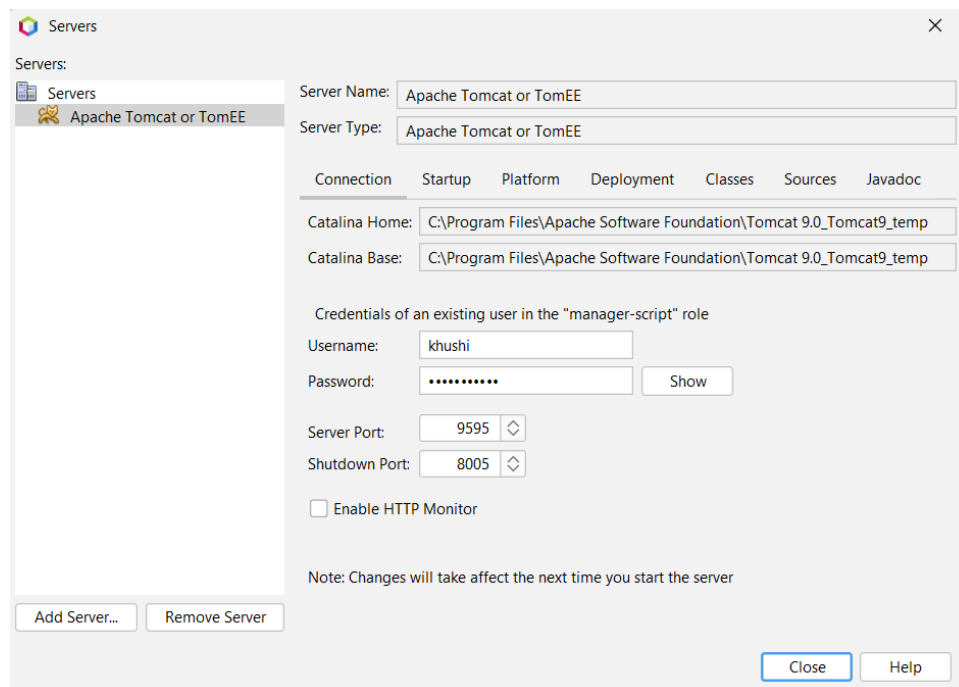 Servers
Servers:
Servers
Apache Tomcat or TomEE
Server Name: Apache Tomcat or TomEE
Server Type: Apache Tomcat or TomEE
Connection Startup Platform Deployment Classes Sources Javadoc
Catalina Home: C:\Program Files\Apache Software Foundation\Tomcat 9.0_Tomcat9_temp
Catalina Base: C:\Program Files\Apache Software Foundation\Tomcat 9.0_Tomcat9_temp
Credentials of an existing user in the "manager-script" role
Username: khushi
Password: ••••••••••• Show
Server Port: 9595
Shutdown Port: 8005
Enable HTTP Monitor
Note: Changes will take affect the next time you start the server
Add Server... Remove Server
Close Help